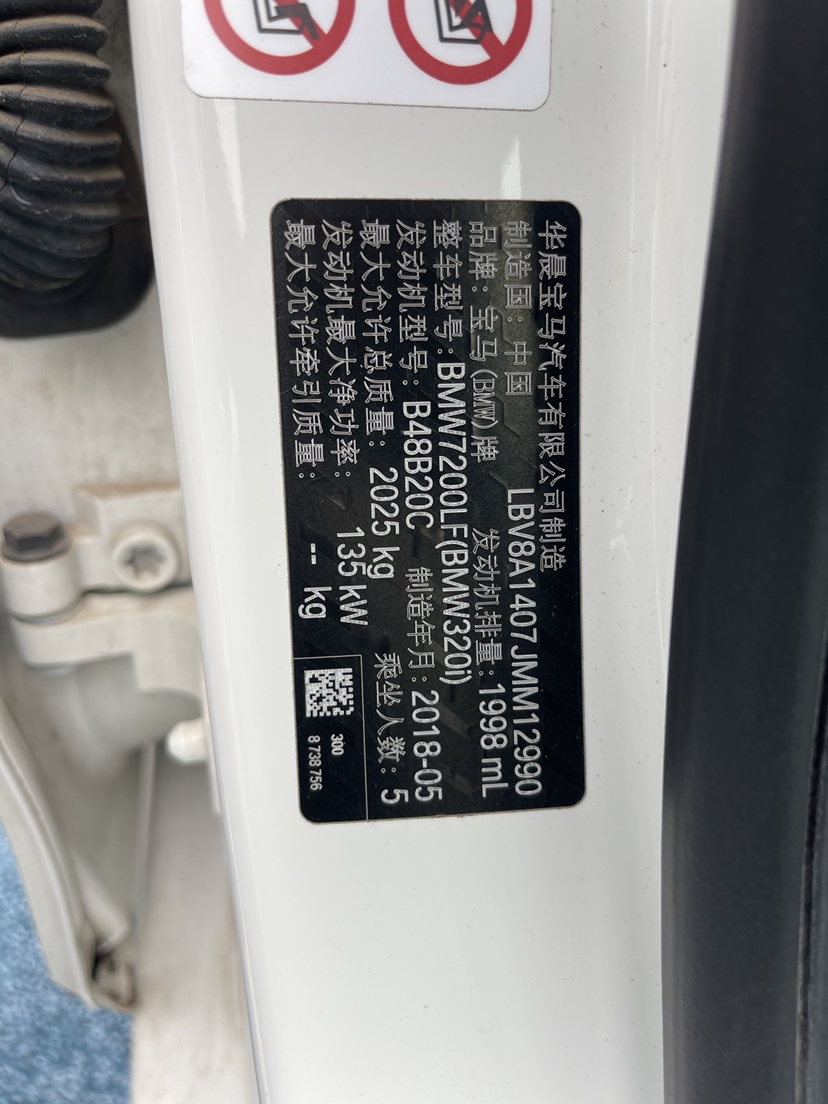 华晨宝马汽车有限公司制造
制造国: 中国 LBV8A1407JMM12990
品牌: 宝马(BMW)牌 发动机排量: 1998 mL
整车型号: BMW7200LF(BMW320i)
发动机型号: B48B20C 制造年月: 2018-05
最大允许总质量: 2025 kg 乘坐人数: 5
发动机最大净功率: 135 kW
最大允许牵引质量: -- kg
300
8 738 756